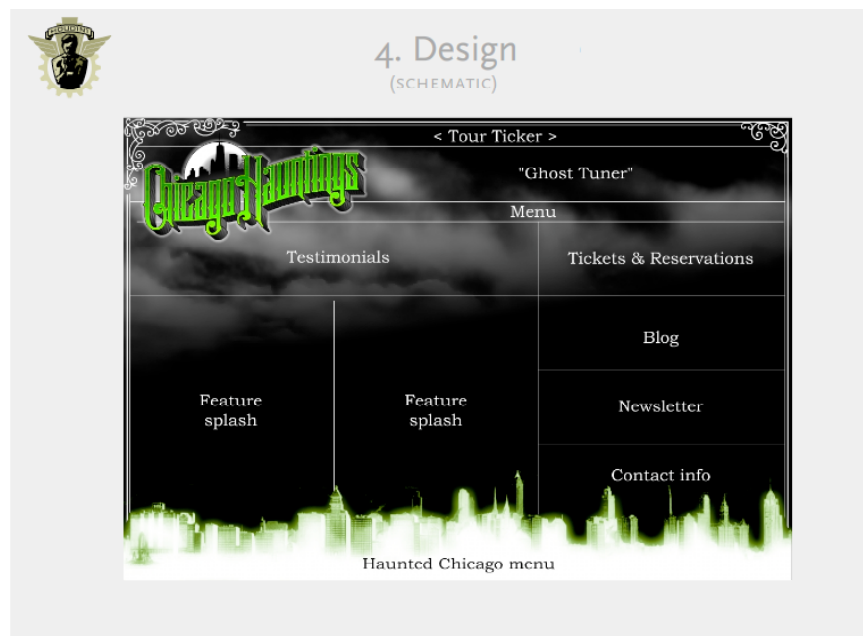 HOUDINI
4. Design
(SCHEMATIC)
< Tour Ticker >
Chicago Hauntings
"Ghost Tuner"
Menu
Testimonials
Tickets & Reservations
Blog
Feature
splash
Feature
splash
Newsletter
Contact info
Haunted Chicago menu